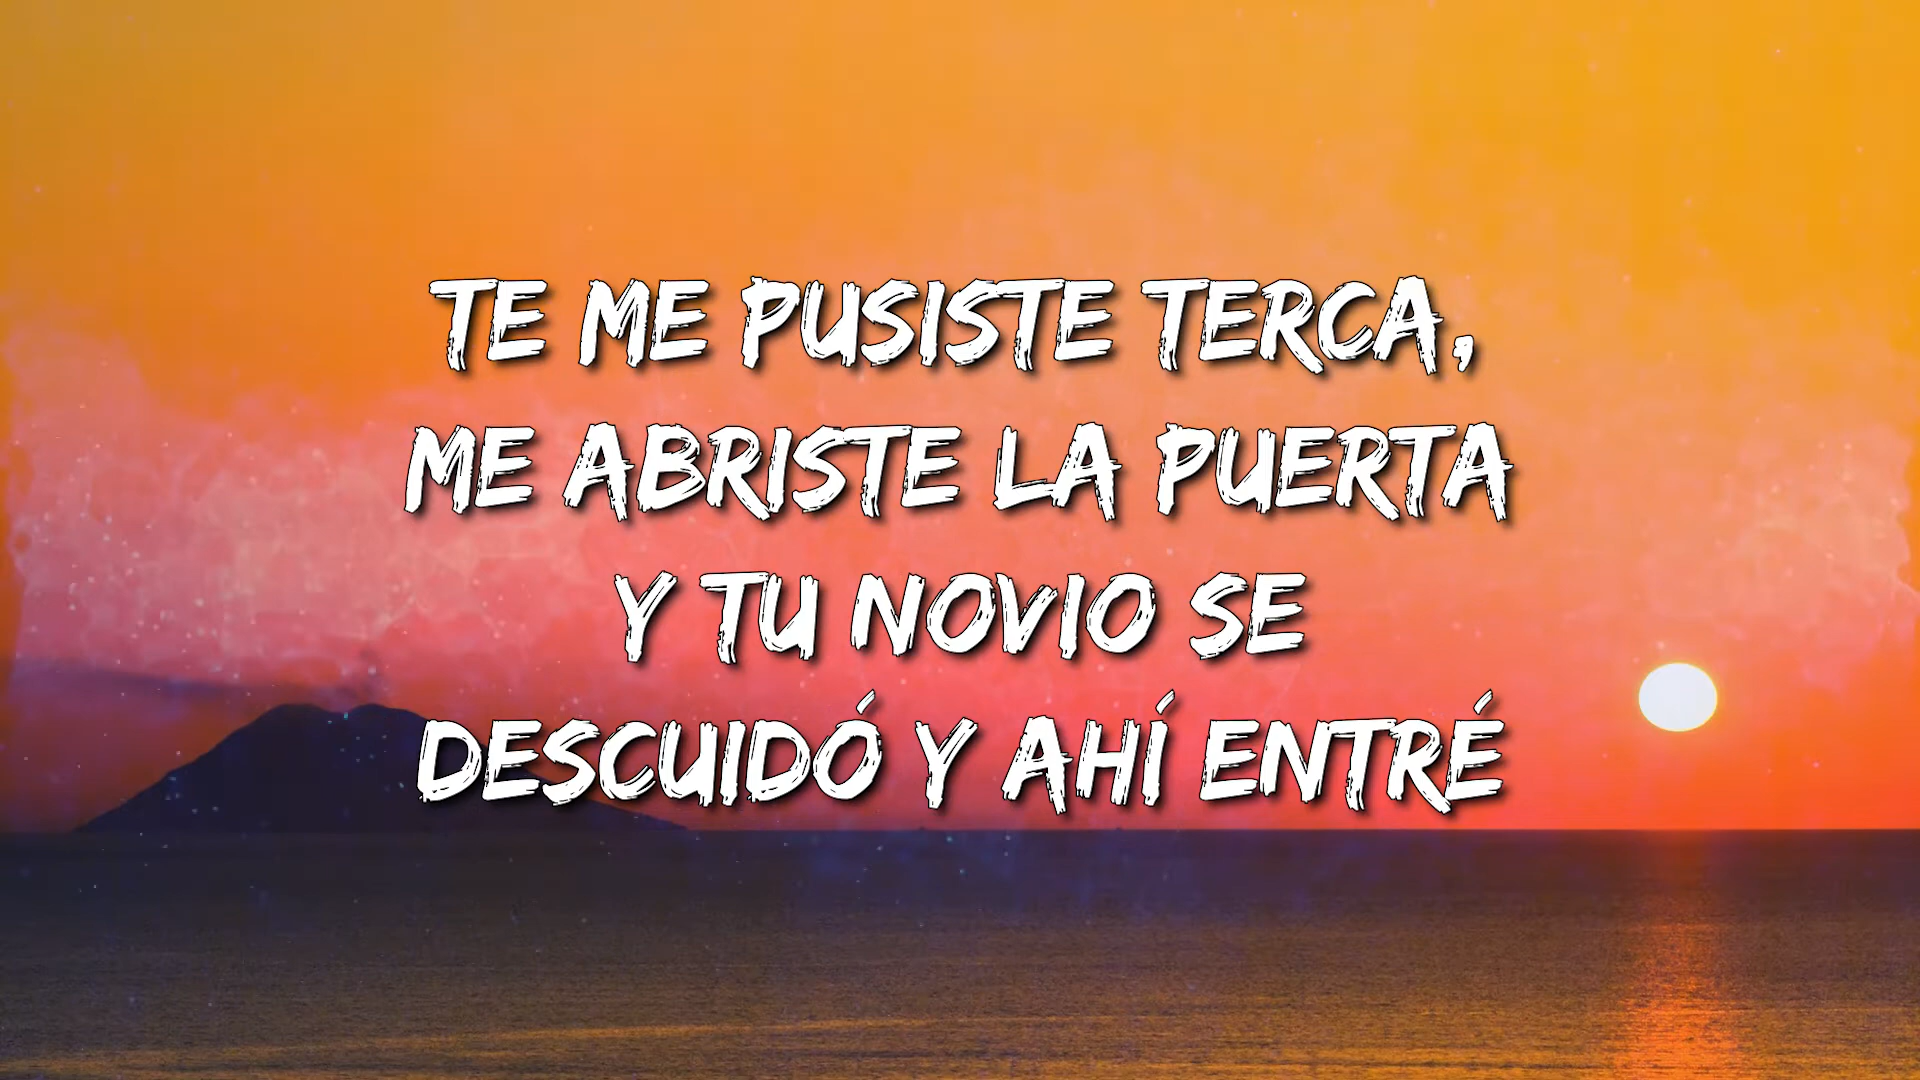 TE ME PUSISTE TERCA,
ME ABRISTE LA PUERTA
Y TU NOVIO SE
DESCUIDÓ Y AHÍ ENTRÉ